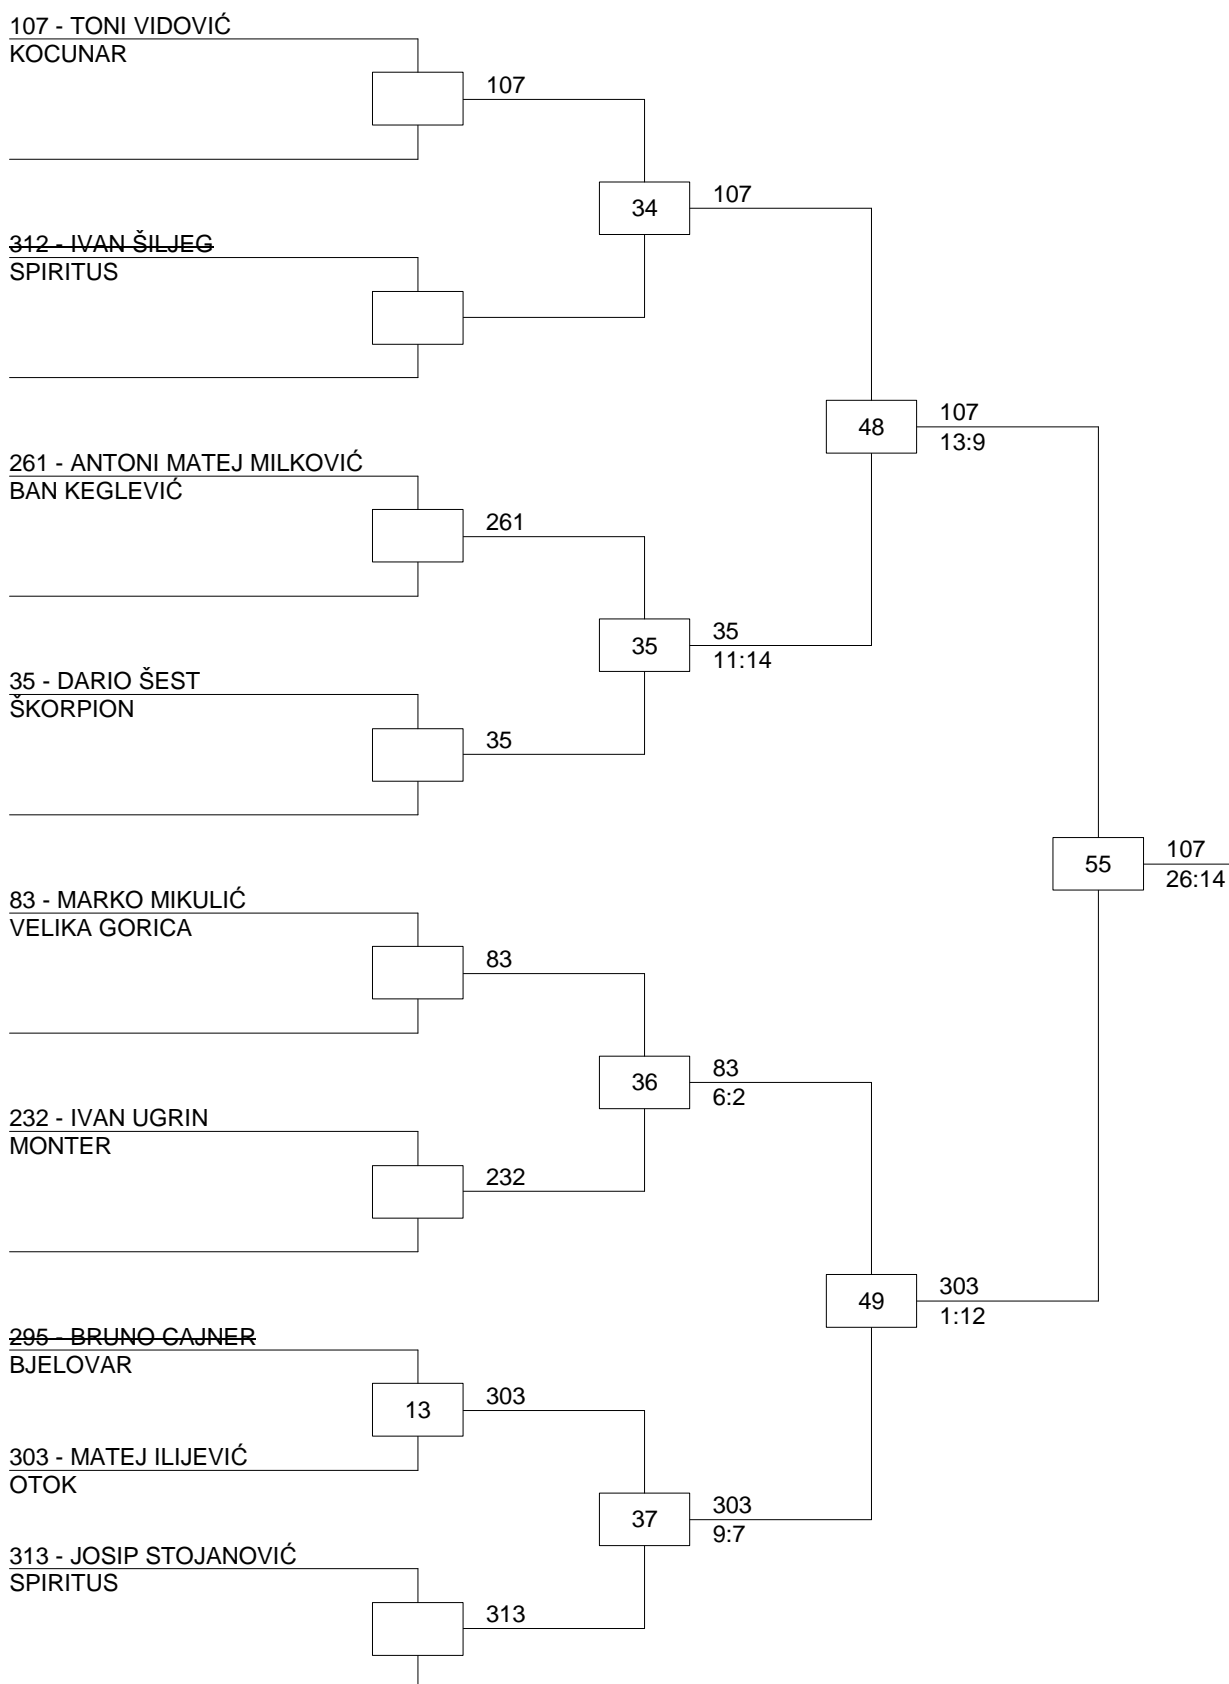 107 - TONI VIDOVIĆ
KOCUNAR
107
34
107
312 - IVAN ŠILJEG
SPIRITUS
48
107
13:9
261 - ANTONI MATEJ MILKOVIĆ
BAN KEGLEVIĆ
261
35
35
11:14
35 - DARIO ŠEST
ŠKORPION
35
55
107
26:14
83 - MARKO MIKULIĆ
VELIKA GORICA
83
36
83
6:2
232 - IVAN UGRIN
MONTER
232
49
303
1:12
295 - BRUNO CAJNER
BJELOVAR
13
303
303 - MATEJ ILIJEVIĆ
OTOK
37
303
9:7
313 - JOSIP STOJANOVIĆ
SPIRITUS
313